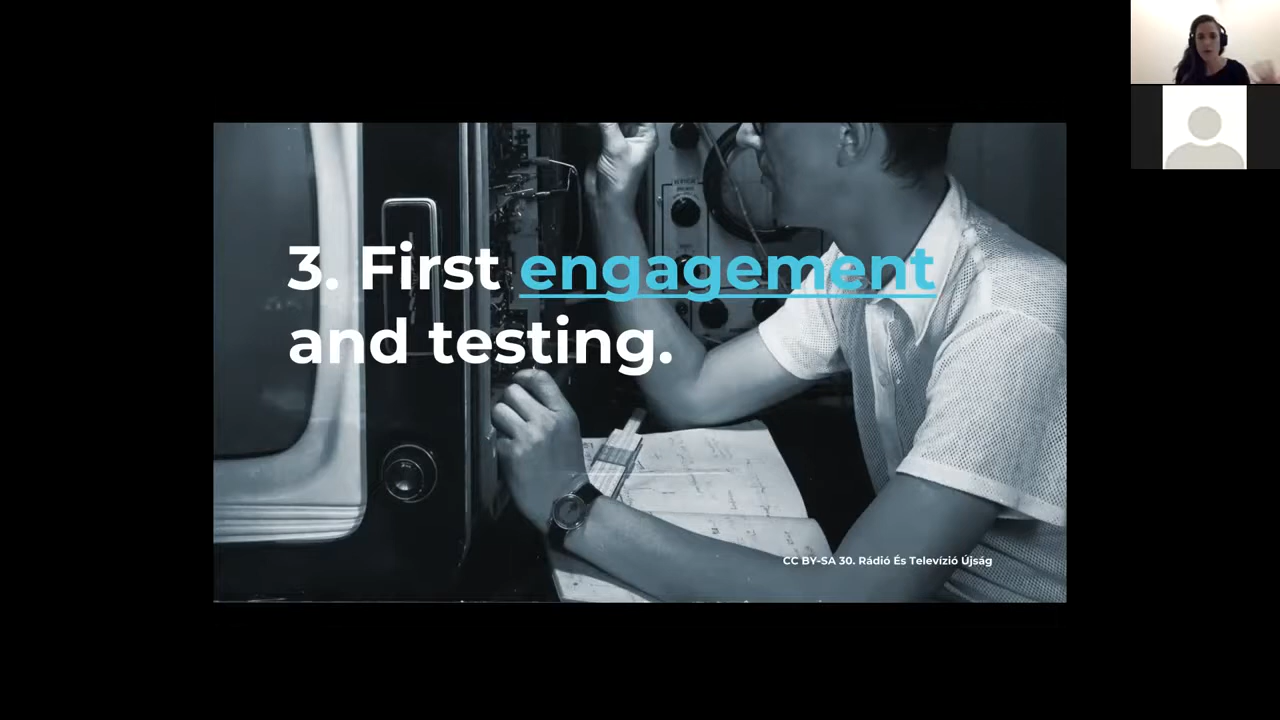 3. First engagement
and testing.
CC BY-SA 30. Rádió És Televízió Újság